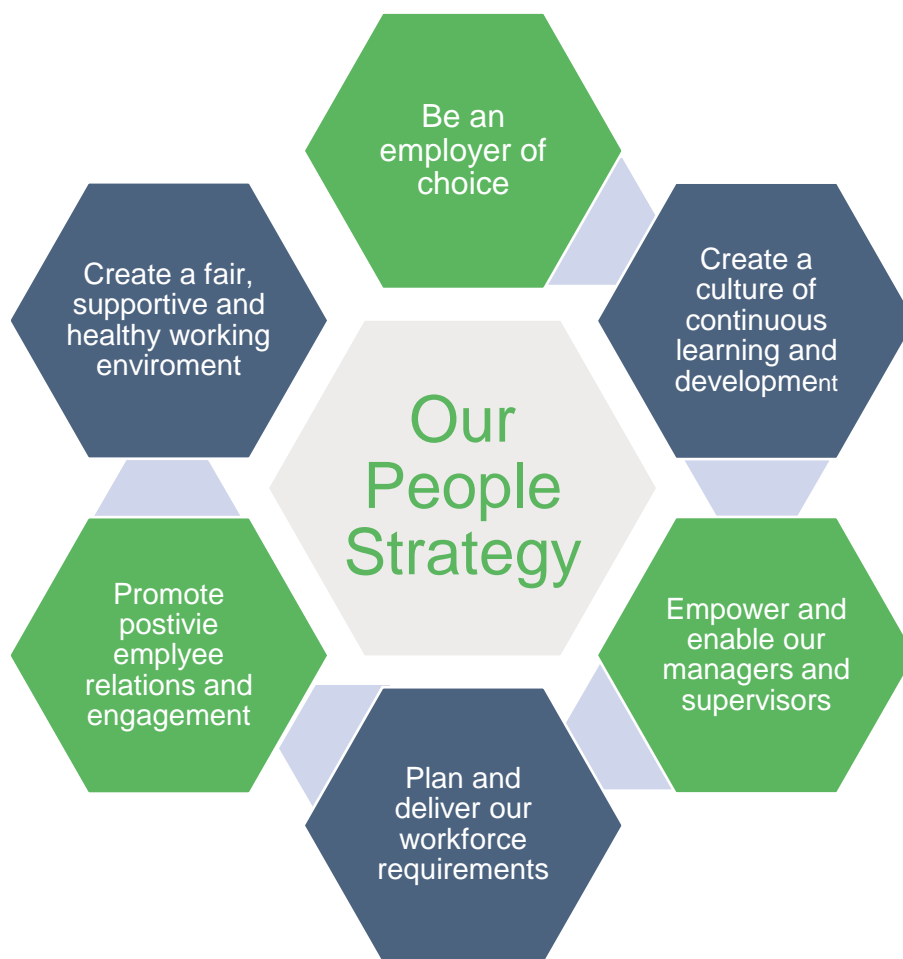 Be an
employer of
choice
Create a
culture of
continuous
learning and
development
Empower and
enable our
managers and
supervisors
Plan and
deliver our
workforce
requirements
Promote
postivie
emplyee
relations and
engagement
Create a fair,
supportive and
healthy working
enviroment
Our
People
Strategy